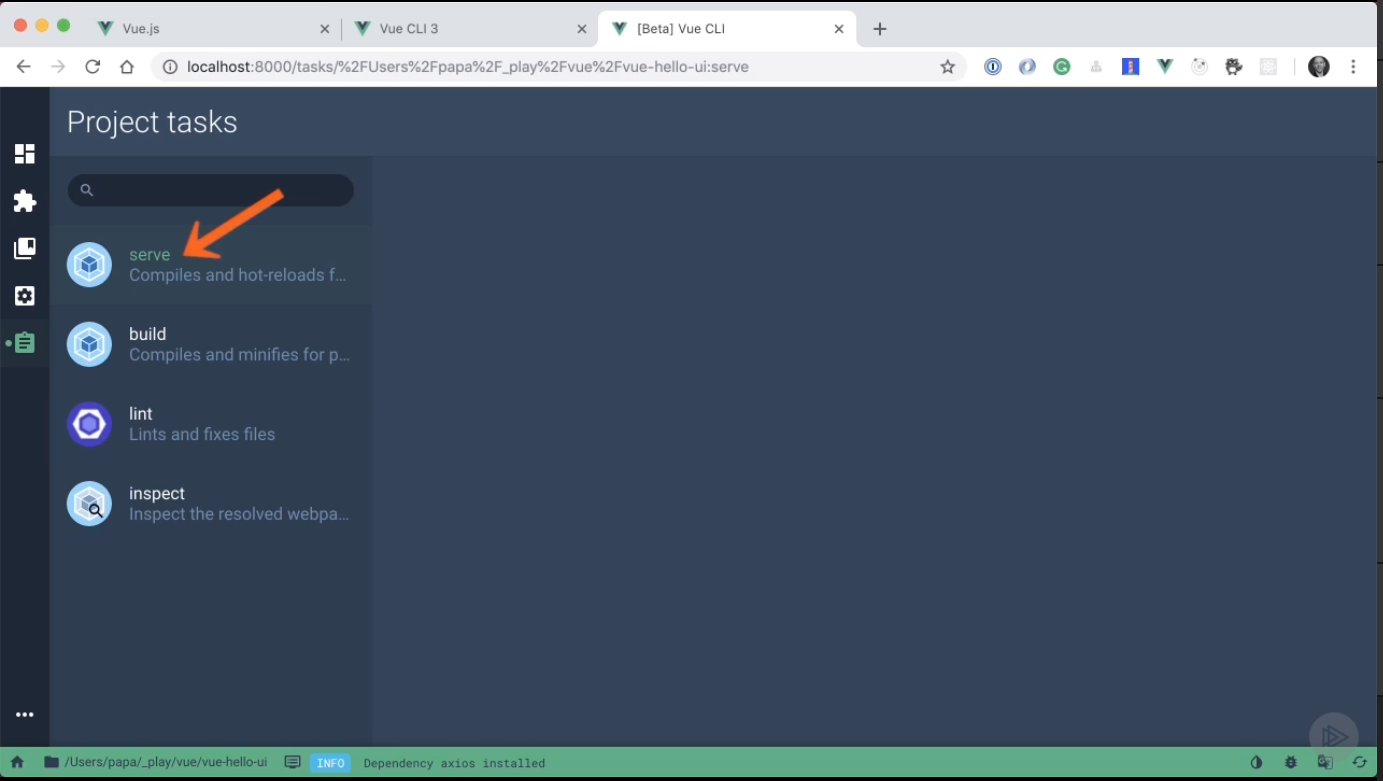 Vue.js
Vue CLI 3
[Beta] Vue CLI
localhost:8000/tasks/%2FUsers%2Fpapa%2F_play%2Fvue%2Fvue-hello-ui:serve
Project tasks
serve
Compiles and hot-reloads f...
build
Compiles and minifies for p...
lint
Lints and fixes files
inspect
Inspect the resolved webpa...
/Users/papa/_play/vue/vue-hello-ui
INFO
Dependency axios installed